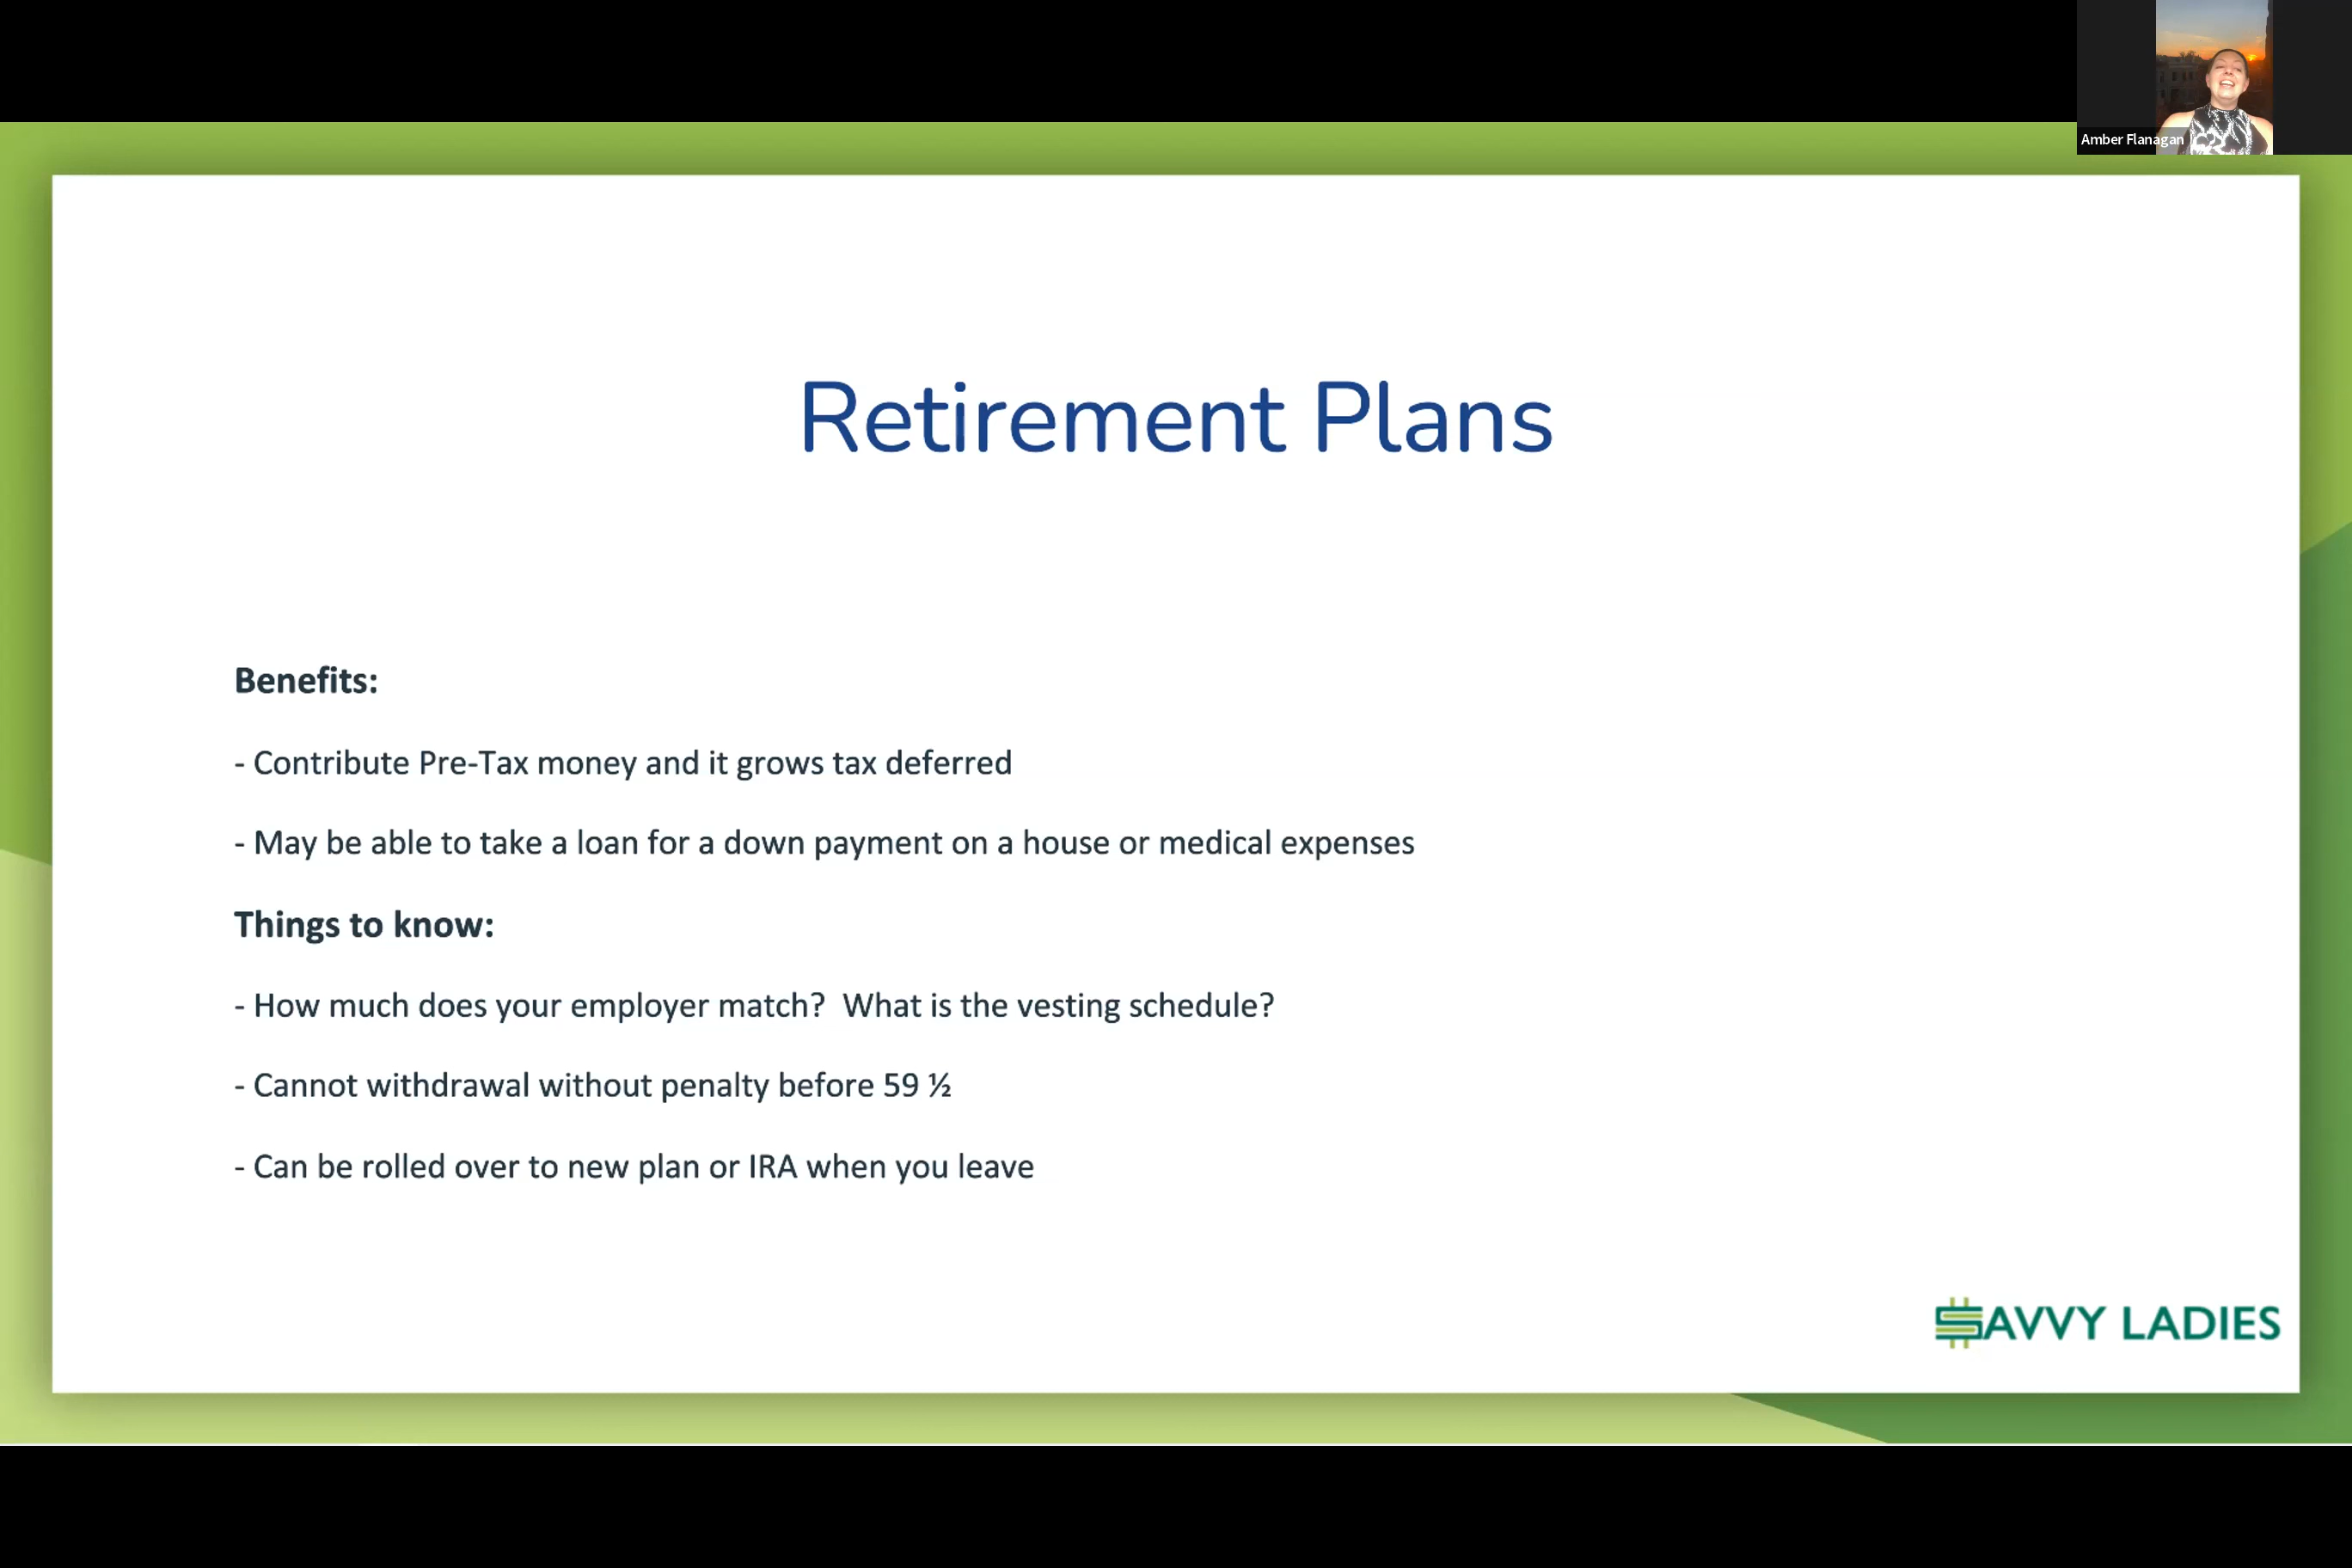 Amber Flanagan
Retirement Plans
Benefits:
- Contribute Pre-Tax money and it grows tax deferred
- May be able to take a loan for a down payment on a house or medical expenses
Things to know:
- How much does your employer match?  What is the vesting schedule?
- Cannot withdrawal without penalty before 59 ½
- Can be rolled over to new plan or IRA when you leave
SAVVY LADIES